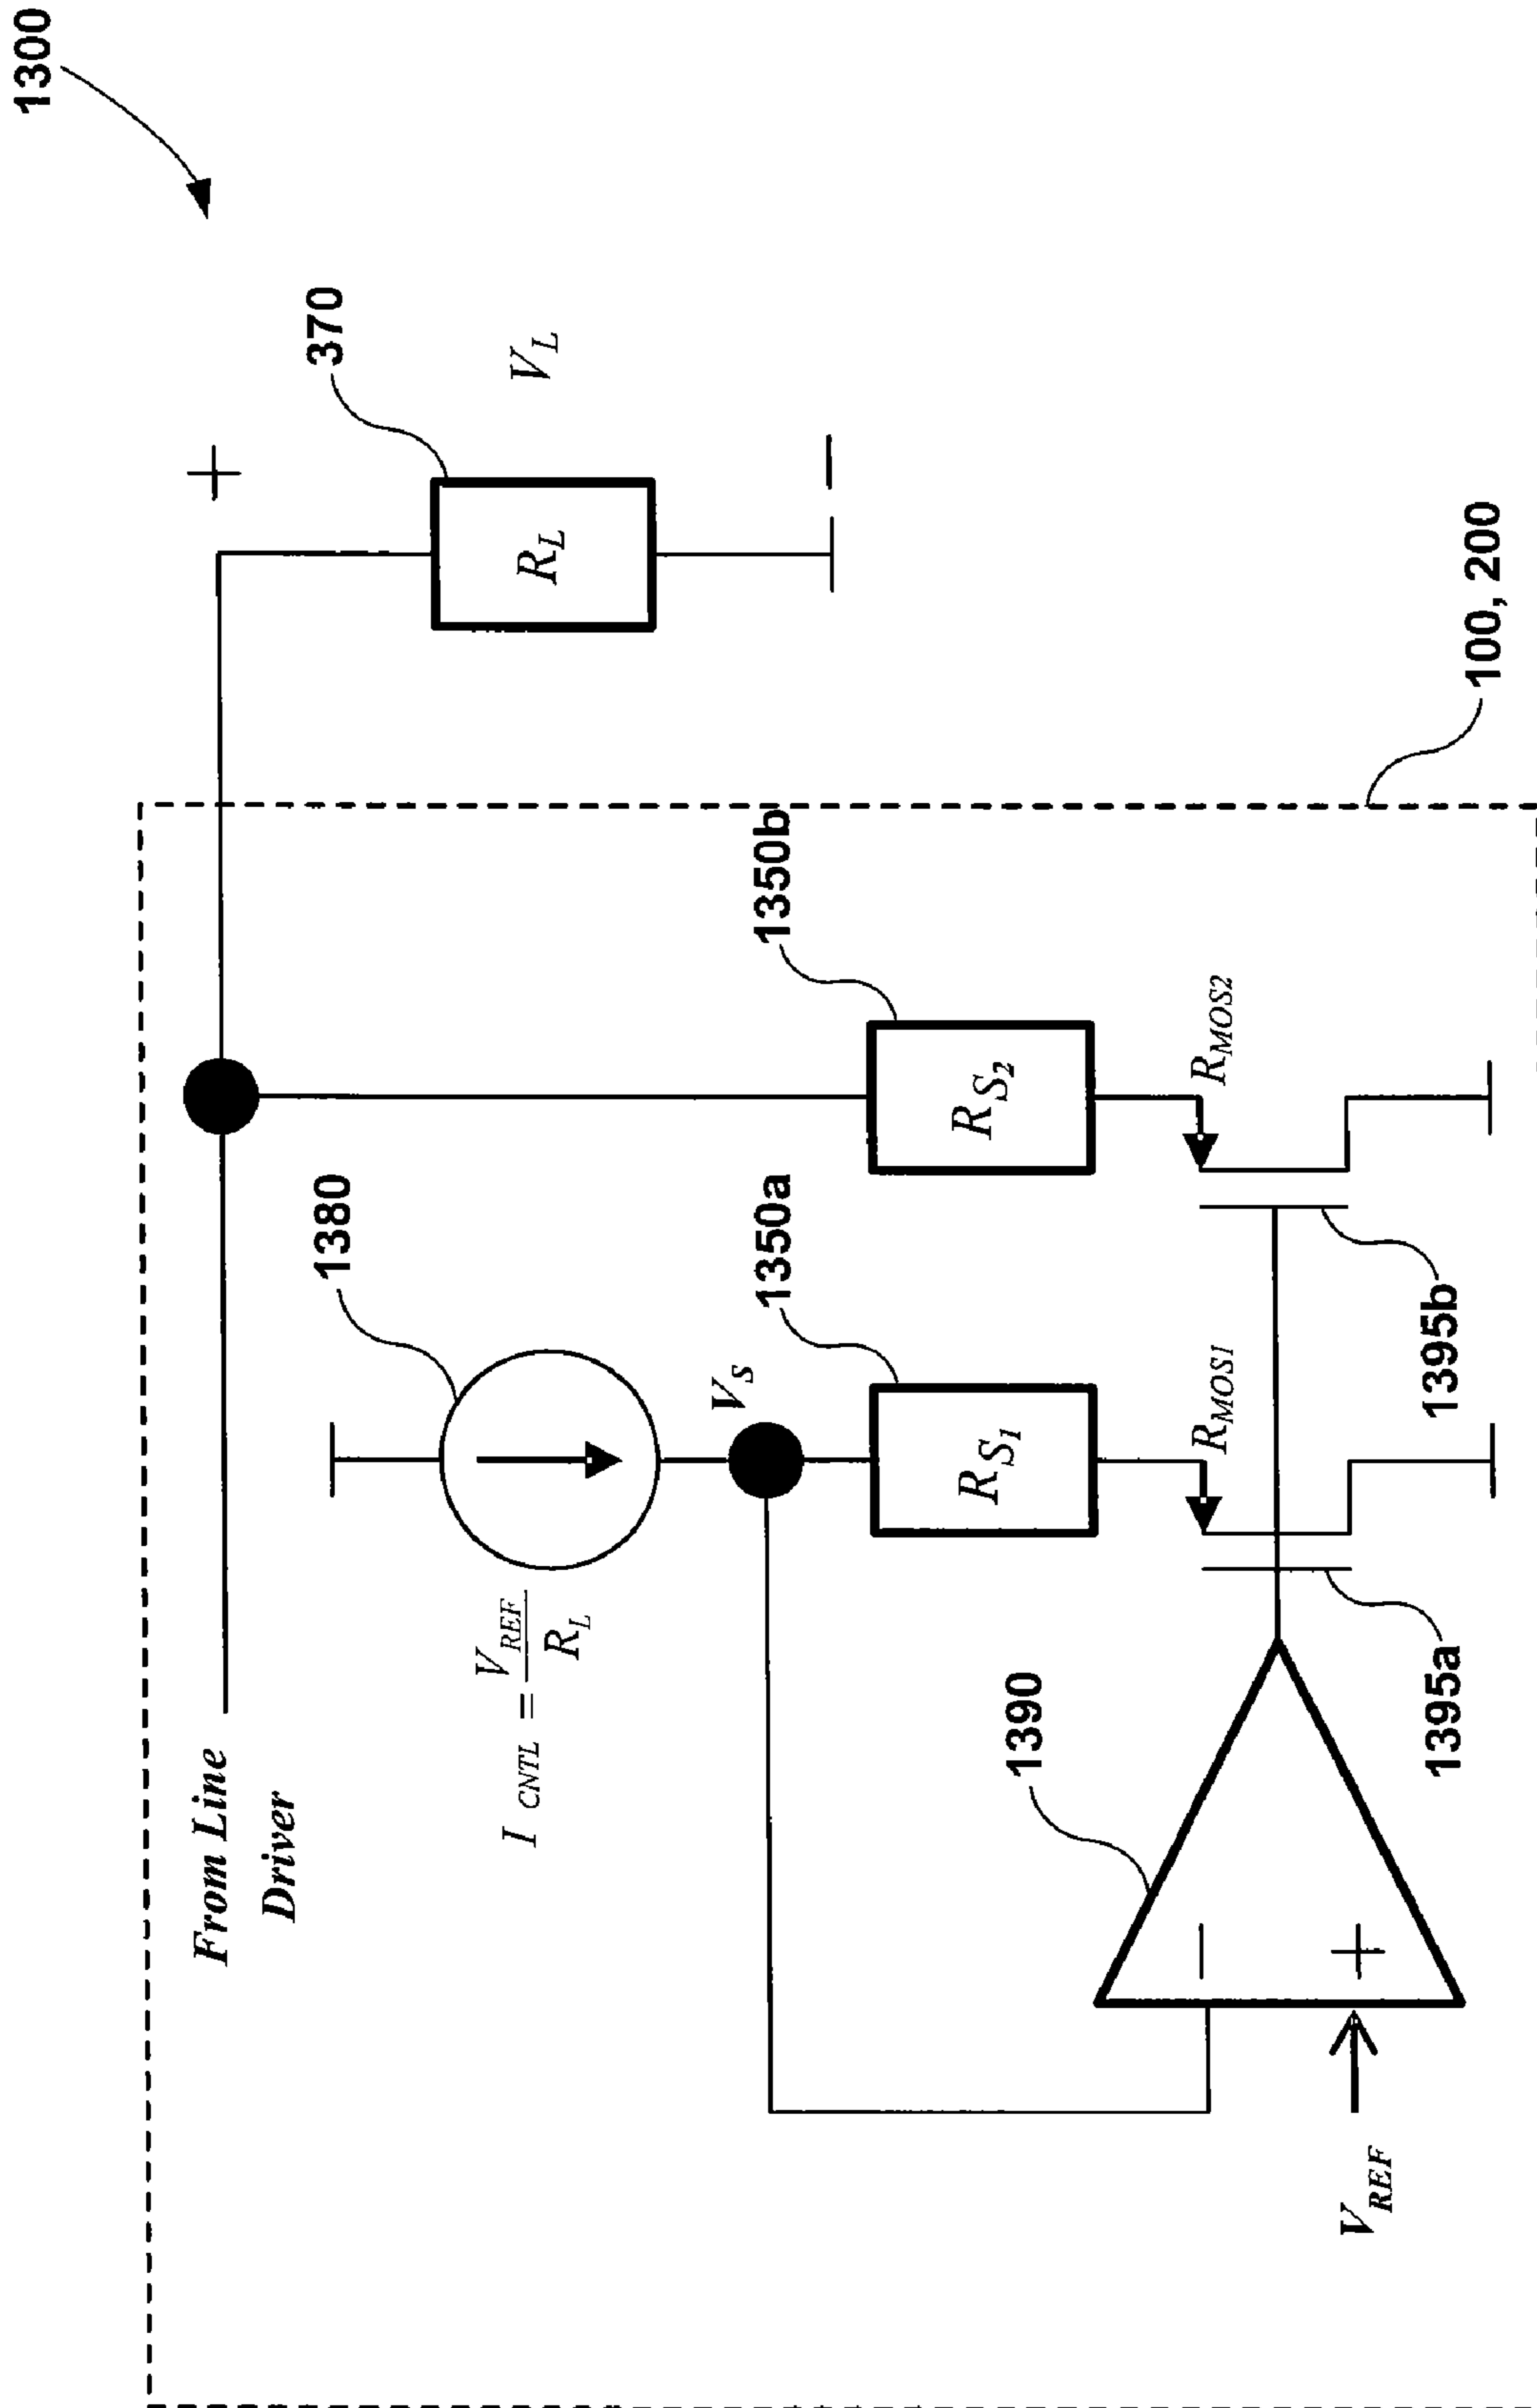 1300
From Line
Driver
+
370
R_L
V_L
−
1380
I_CNTL = V_REF / R_L
V_S
1350a
1350b
R_S1
R_S2
R_MOS1
R_MOS2
1390
−
+
V_REF
1395a
1395b
100, 200